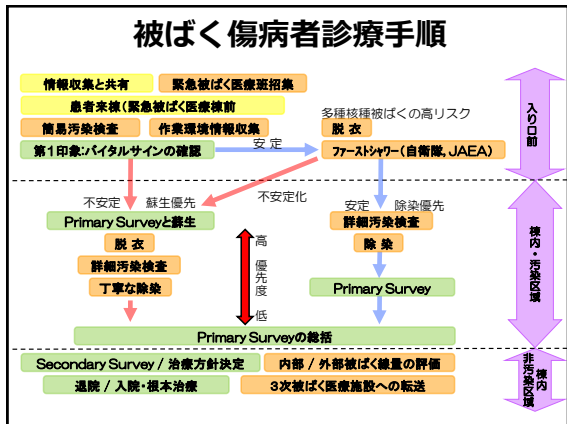 被ばく傷病者診療手順
情報収集と共有
緊急被ばく医療班招集
患者来棟(緊急被ばく医療棟前
簡易汚染検査
作業環境情報収集
第1印象:バイタルサインの確認
安 定
多種核種被ばくの高リスク
脱 衣
ファーストシャワー(自衛隊, JAEA)
入り口前
不安定 蘇生優先
不安定化
安定 除染優先
Primary Surveyと蘇生
脱 衣
詳細汚染検査
丁寧な除染
高 優先度 低
詳細汚染検査
除 染
Primary Survey
Primary Surveyの総括
棟内・汚染区域
Secondary Survey / 治療方針決定
内部 / 外部被ばく線量の評価
退院 / 入院・根本治療
3次被ばく医療施設への転送
棟内
非汚染区域